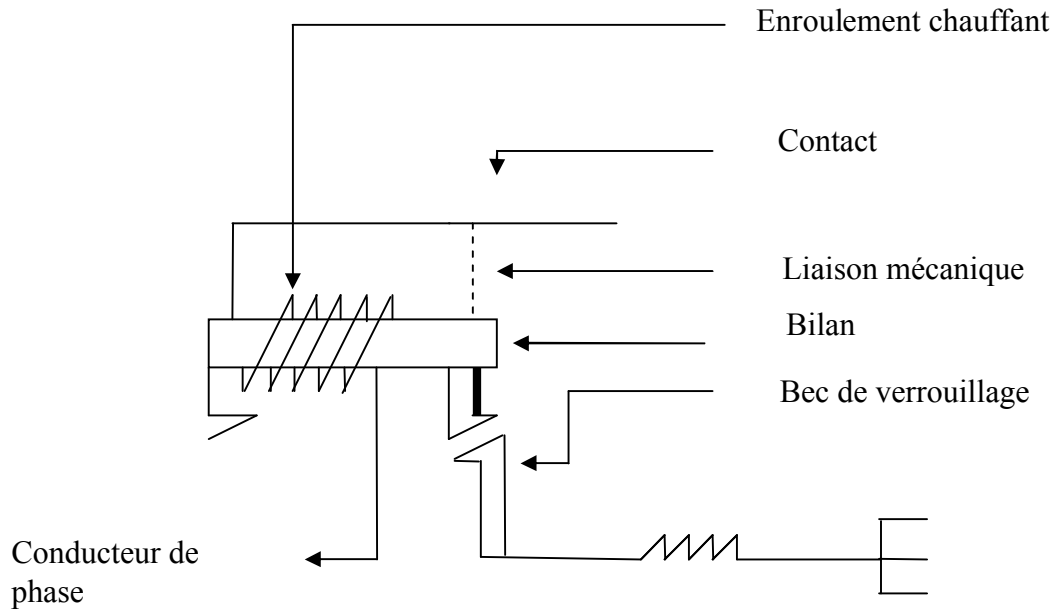 Enroulement chauffant
Contact
Liaison mécanique
Bilan
Bec de verrouillage
Conducteur de
phase